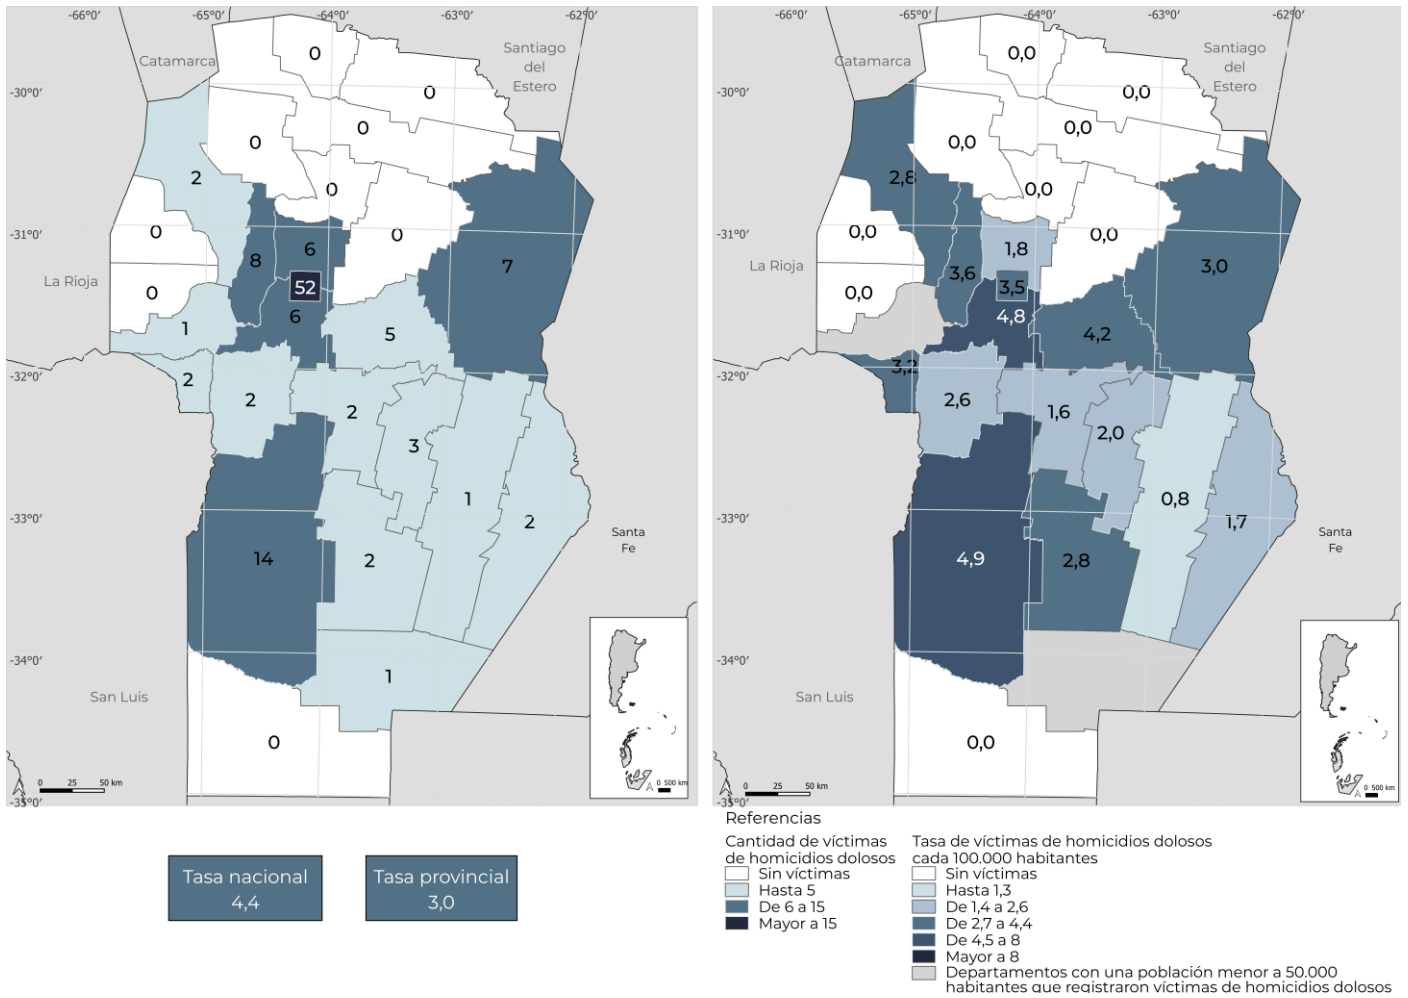 -66°0'
-65°0'
-64°0'
-63°0'
-62°0'
Catamarca
Santiago
del
Estero
-30°0'
0
0
0
0
2
0
0
-31°0'
0
6
8
7
La Rioja
0
52
6
1
5
-32°0'
2
2
2
3
1
2
-33°0'
Santa
Fe
14
2
-34°0'
1
San Luis
0
0 25 50 km
0 500 km
A
-35°0'
-66°0'
-65°0'
-64°0'
-63°0'
-62°0'
Catamarca
Santiago
del
Estero
-30°0'
0,0
0,0
0,0
0,0
2,8
0,0
0,0
-31°0'
0,0
1,8
3,6
3,0
La Rioja
0,0
3,5
4,8
4,2
-32°0'
3,2
2,6
1,6
2,0
0,8
1,7
-33°0'
Santa
Fe
4,9
2,8
-34°0'
San Luis
0,0
0 25 50 km
0 500 km
A
-35°0'
Tasa nacional
4,4
Tasa provincial
3,0
Referencias
Cantidad de víctimas
de homicidios dolosos
Sin víctimas
Hasta 5
De 6 a 15
Mayor a 15
Tasa de víctimas de homicidios dolosos
cada 100.000 habitantes
Sin víctimas
Hasta 1,3
De 1,4 a 2,6
De 2,7 a 4,4
De 4,5 a 8
Mayor a 8
Departamentos con una población menor a 50.000
habitantes que registraron víctimas de homicidios dolosos